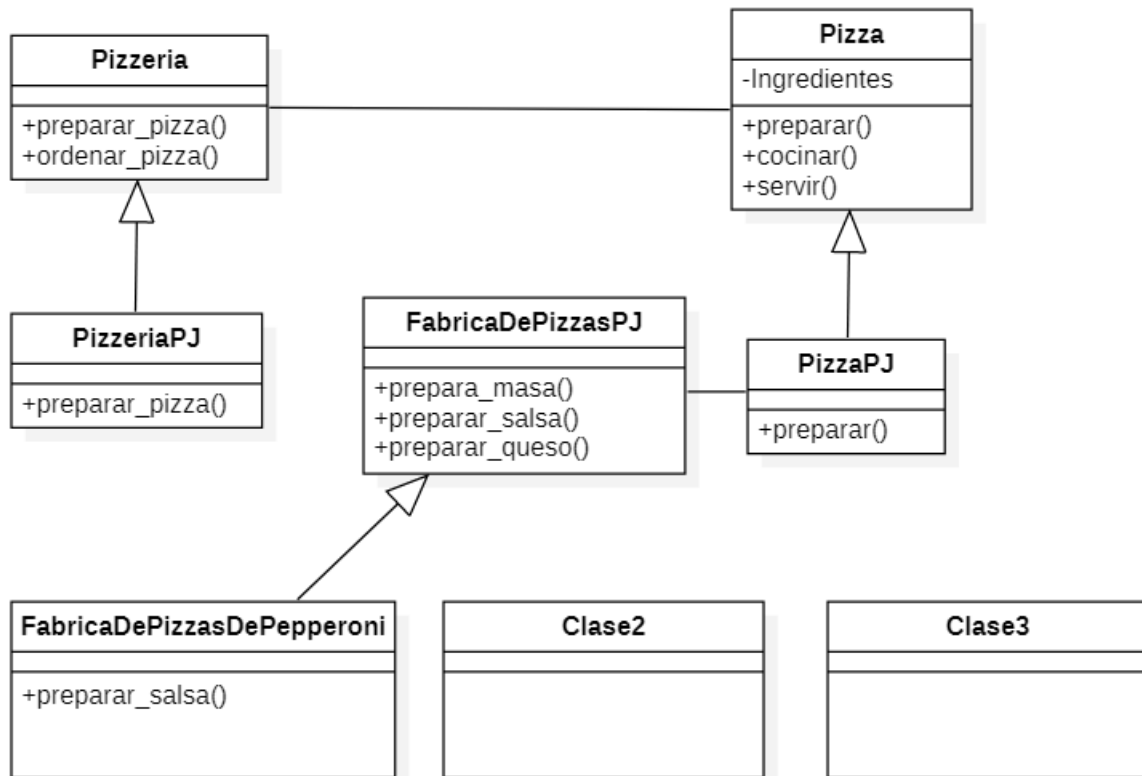 Pizzeria
+preparar_pizza()
+ordenar_pizza()
Pizza
-Ingredientes
+preparar()
+cocinar()
+servir()
PizzeriaPJ
+preparar_pizza()
FabricaDePizzasPJ
+prepara_masa()
+preparar_salsa()
+preparar_queso()
PizzaPJ
+preparar()
FabricaDePizzasDePepperoni
+preparar_salsa()
Clase2
Clase3